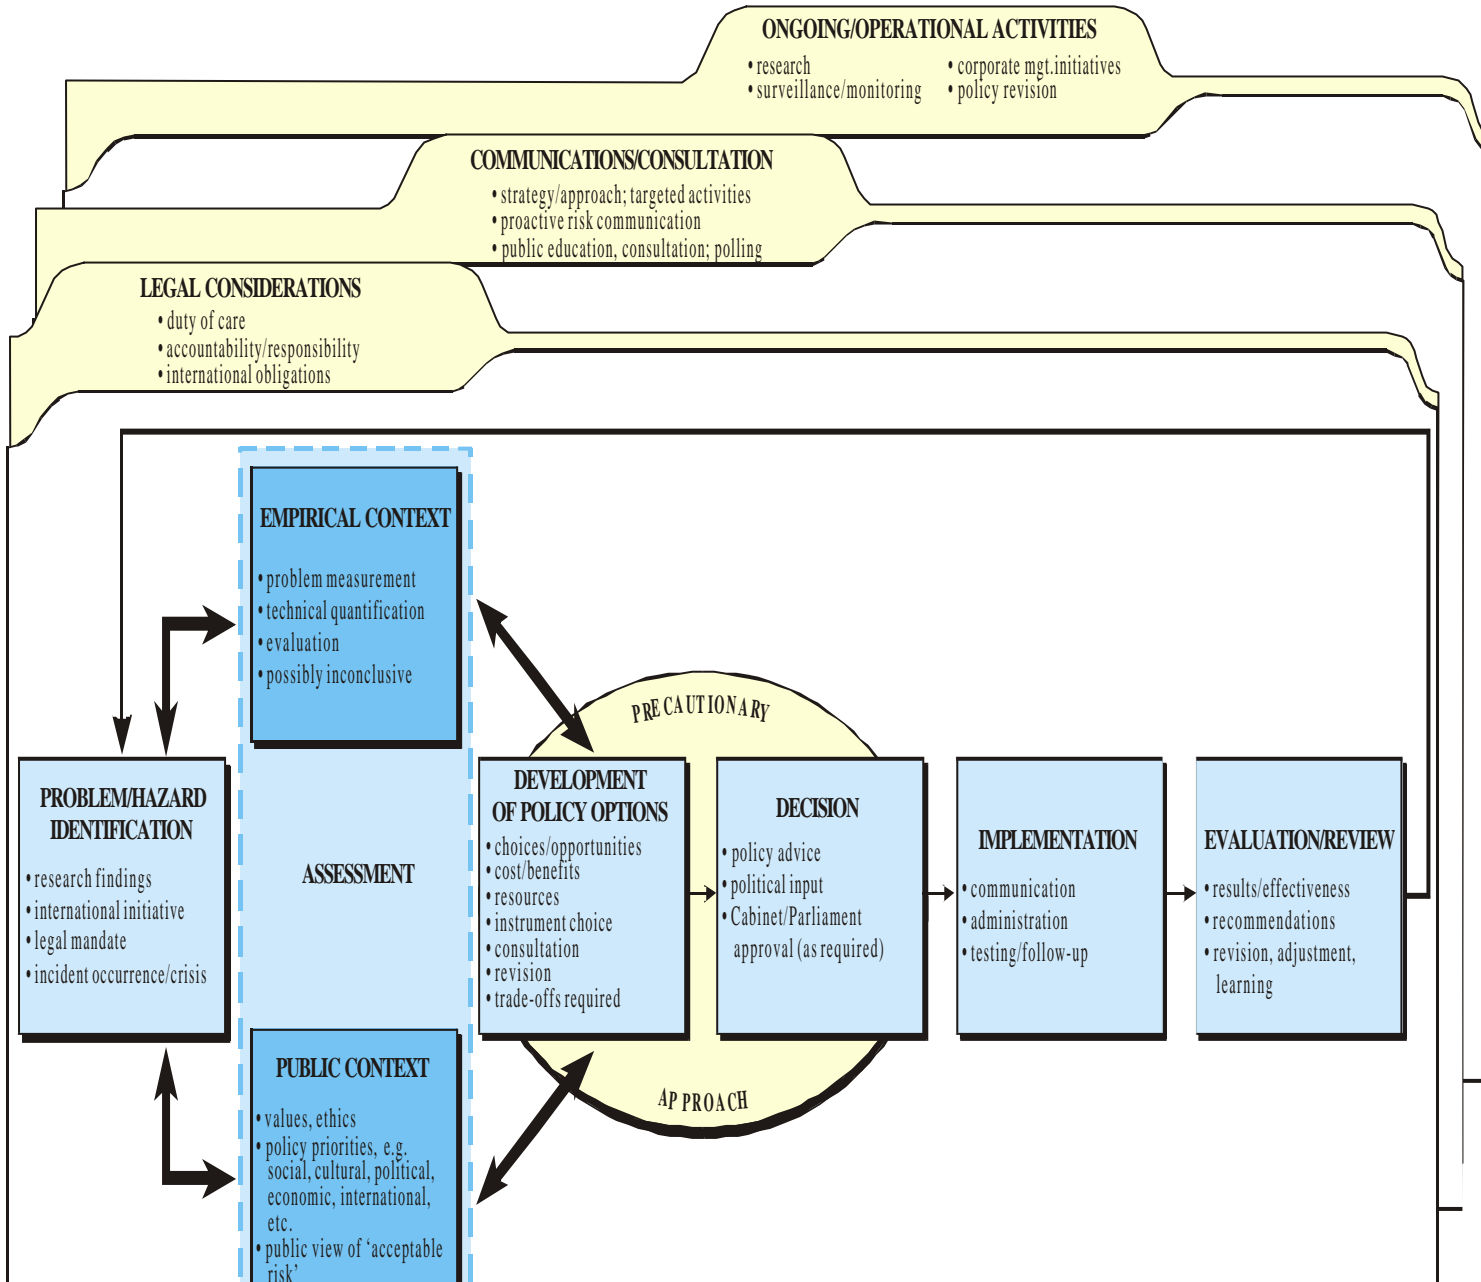 ONGOING/OPERATIONAL ACTIVITIES
• research
• surveillance/monitoring
• corporate mgt.initiatives
• policy revision
COMMUNICATIONS/CONSULTATION
• strategy/approach; targeted activities
• proactive risk communication
• public education, consultation; polling
LEGAL CONSIDERATIONS
• duty of care
• accountability/responsibility
• international obligations
EMPIRICAL CONTEXT
• problem measurement
• technical quantification
• evaluation
• possibly inconclusive
PROBLEM/HAZARD
IDENTIFICATION
• research findings
• international initiative
• legal mandate
• incident occurrence/crisis
ASSESSMENT
PUBLIC CONTEXT
• values, ethics
• policy priorities, e.g.
social, cultural, political,
economic, international,
etc.
• public view of ‘acceptable
risk’
PRECAUTIONARY
DEVELOPMENT
OF POLICY OPTIONS
• choices/opportunities
• cost/benefits
• resources
• instrument choice
• consultation
• revision
• trade-offs required
DECISION
• policy advice
• political input
• Cabinet/Parliament
approval (as required)
APPROACH
IMPLEMENTATION
• communication
• administration
• testing/follow-up
EVALUATION/REVIEW
• results/effectiveness
• recommendations
• revision, adjustment,
learning